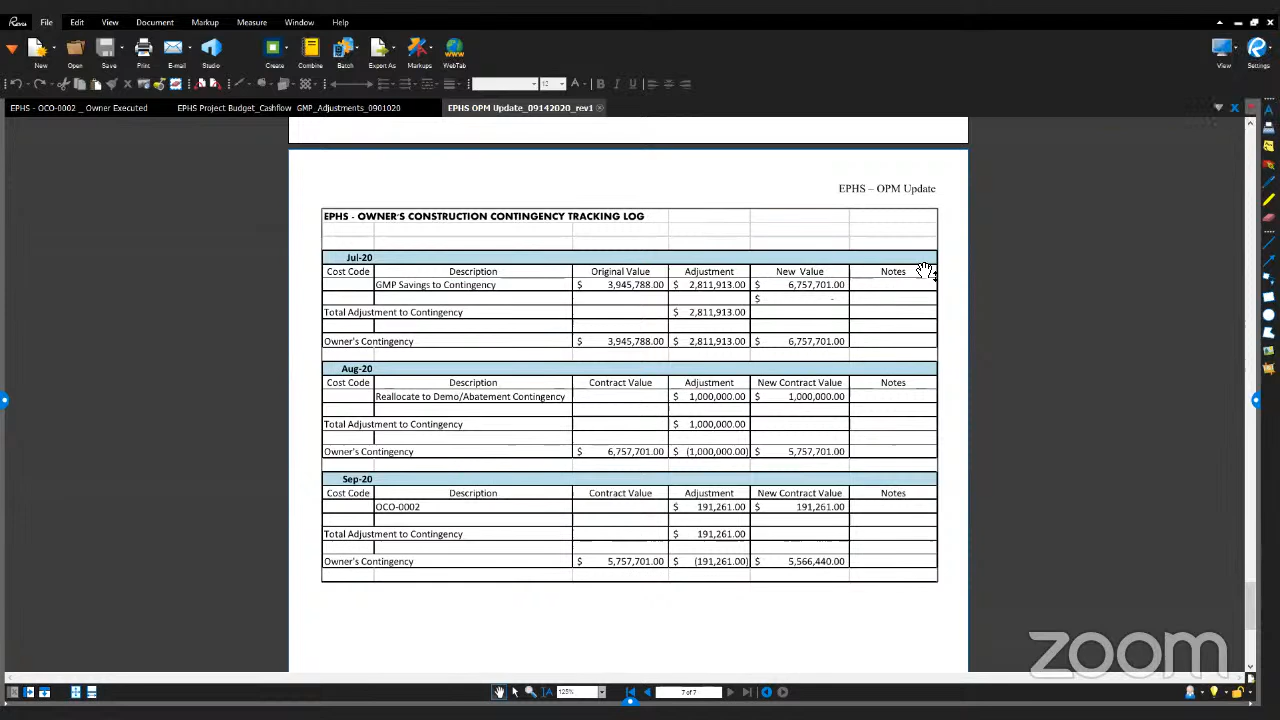 Revu File Edit View Document Markup Measure Window Help
New Open Save Print E-mail Studio Create Combine Batch Export As Markups WebTab View Settings
EPHS - OCO-0002 _ Owner Executed EPHS Project Budget_Cashflow GMP_Adjustments_0901020 EPHS OPM Update_09142020_rev1
EPHS – OPM Update
EPHS - OWNER'S CONSTRUCTION CONTINGENCY TRACKING LOG
Jul-20
Cost Code Description Original Value Adjustment New Value Notes
GMP Savings to Contingency $ 3,945,788.00 $ 2,811,913.00 $ 6,757,701.00
$ -
Total Adjustment to Contingency $ 2,811,913.00
Owner's Contingency $ 3,945,788.00 $ 2,811,913.00 $ 6,757,701.00
Aug-20
Cost Code Description Contract Value Adjustment New Contract Value Notes
Reallocate to Demo/Abatement Contingency $ 1,000,000.00 $ 1,000,000.00
Total Adjustment to Contingency $ 1,000,000.00
Owner's Contingency $ 6,757,701.00 $ (1,000,000.00) $ 5,757,701.00
Sep-20
Cost Code Description Contract Value Adjustment New Contract Value Notes
OCO-0002 $ 191,261.00 $ 191,261.00
Total Adjustment to Contingency $ 191,261.00
Owner's Contingency $ 5,757,701.00 $ (191,261.00) $ 5,566,440.00
zoom
125% 7 of 7